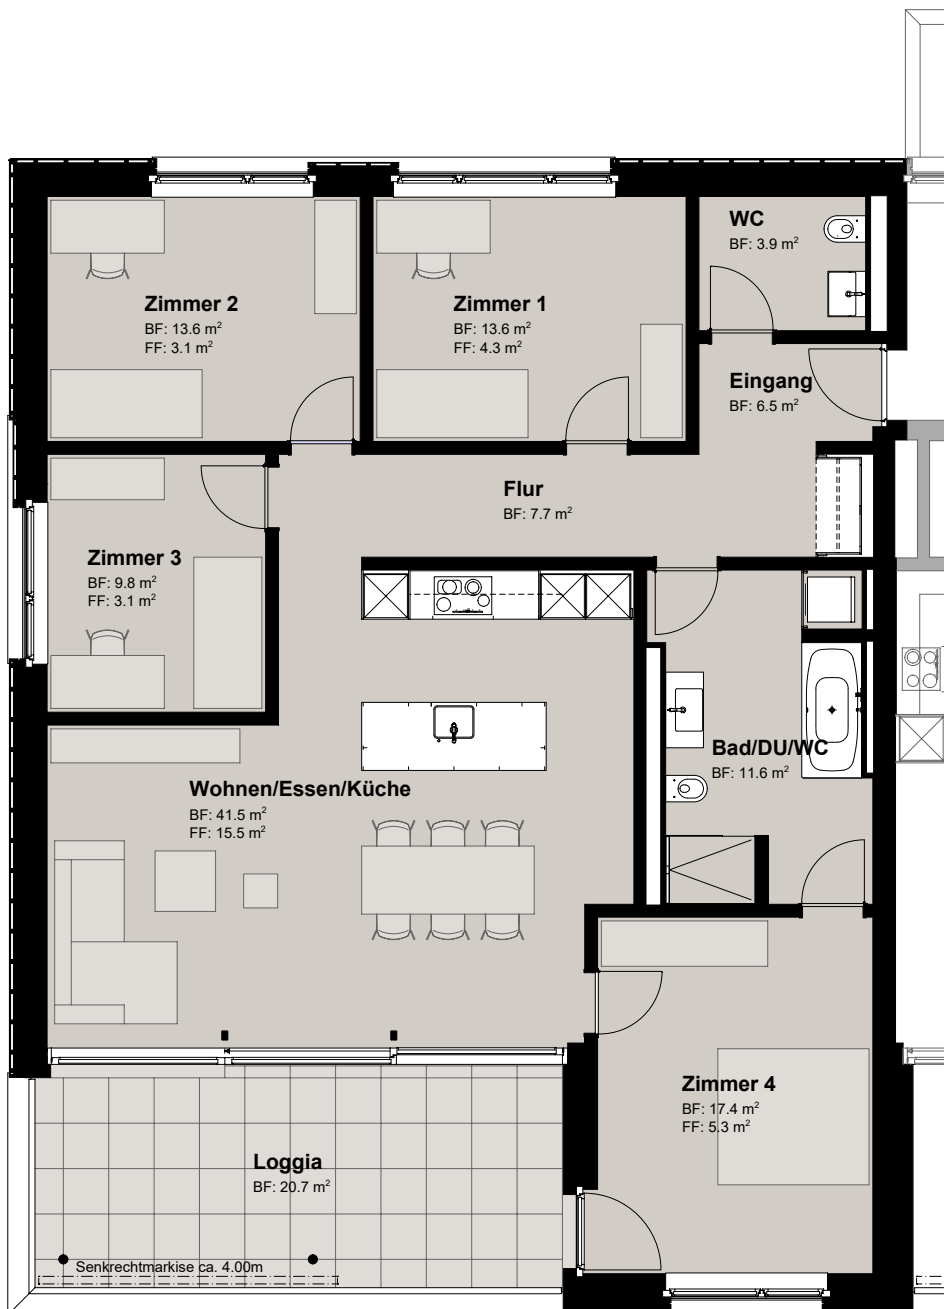 WC
BF: 3.9 m²
Zimmer 2
BF: 13.6 m²
FF: 3.1 m²
Zimmer 1
BF: 13.6 m²
FF: 4.3 m²
Eingang
BF: 6.5 m²
Flur
BF: 7.7 m²
Zimmer 3
BF: 9.8 m²
FF: 3.1 m²
Bad/DU/WC
BF: 11.6 m²
Wohnen/Essen/Küche
BF: 41.5 m²
FF: 15.5 m²
Zimmer 4
BF: 17.4 m²
FF: 5.3 m²
Loggia
BF: 20.7 m²
Senkrechtmarkise ca. 4.00m